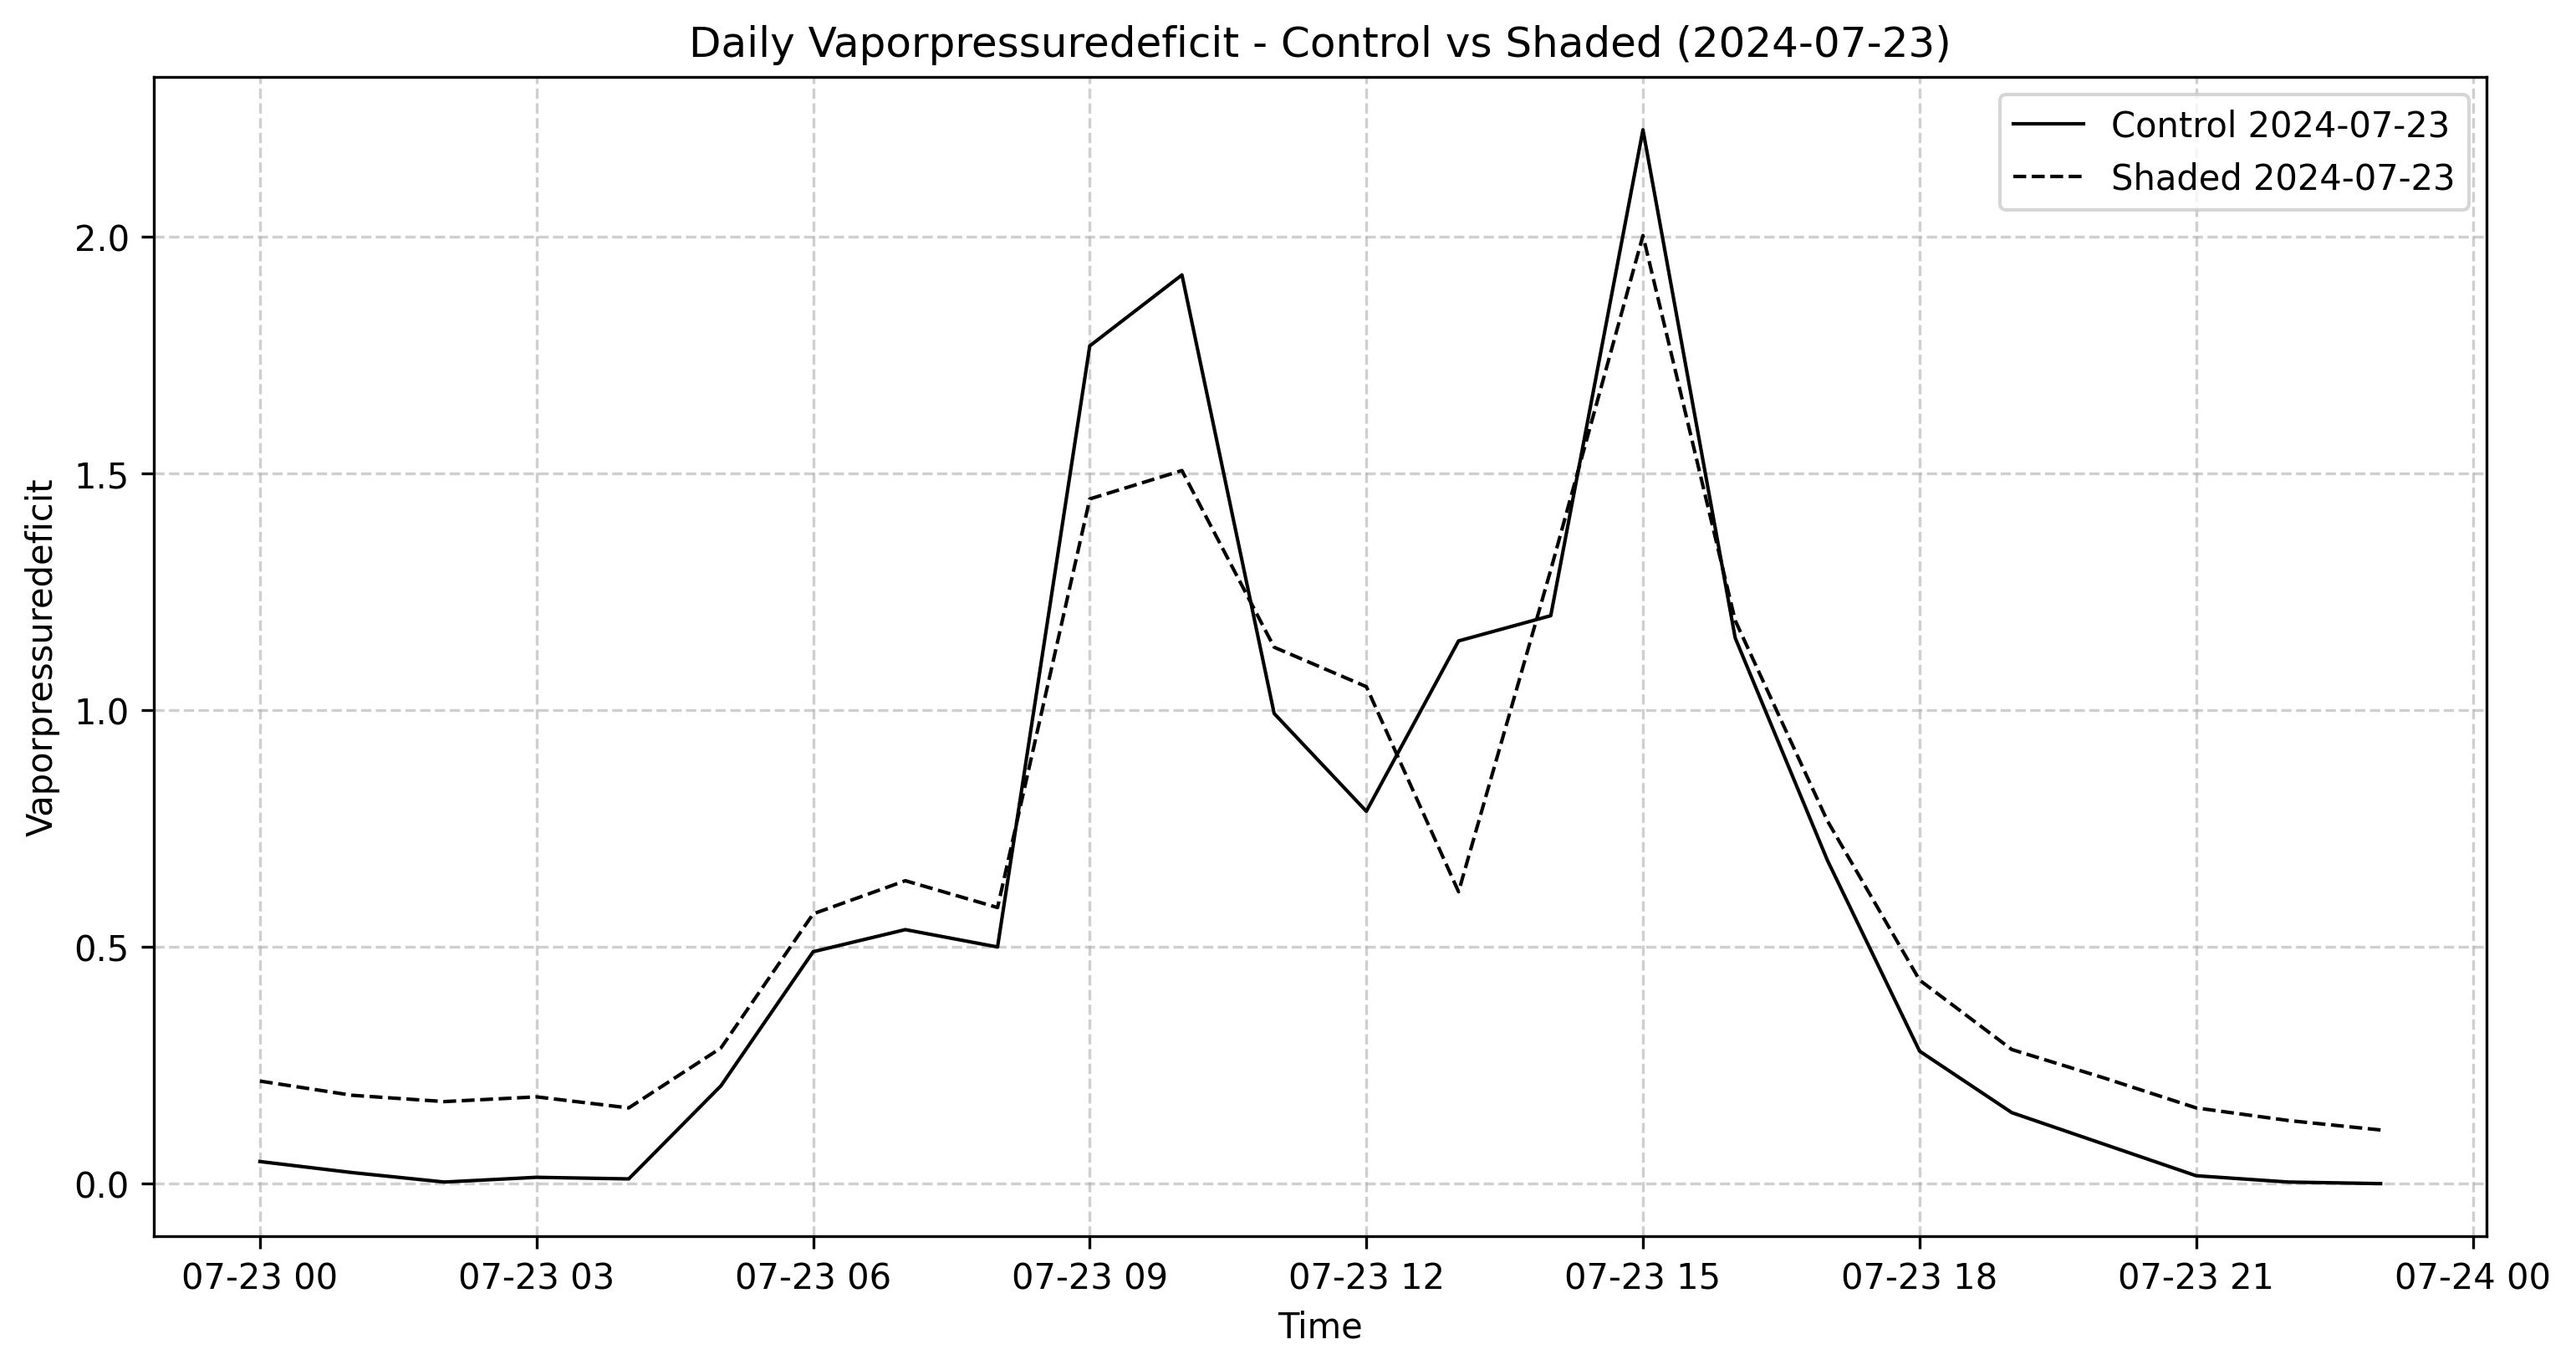 Daily Vaporpressuredeficit - Control vs Shaded (2024-07-23)
Control 2024-07-23
Shaded 2024-07-23
Vaporpressuredeficit
2.0
1.5
1.0
0.5
0.0
07-23 00 07-23 03 07-23 06 07-23 09 07-23 12 07-23 15 07-23 18 07-23 21 07-24 00
Time